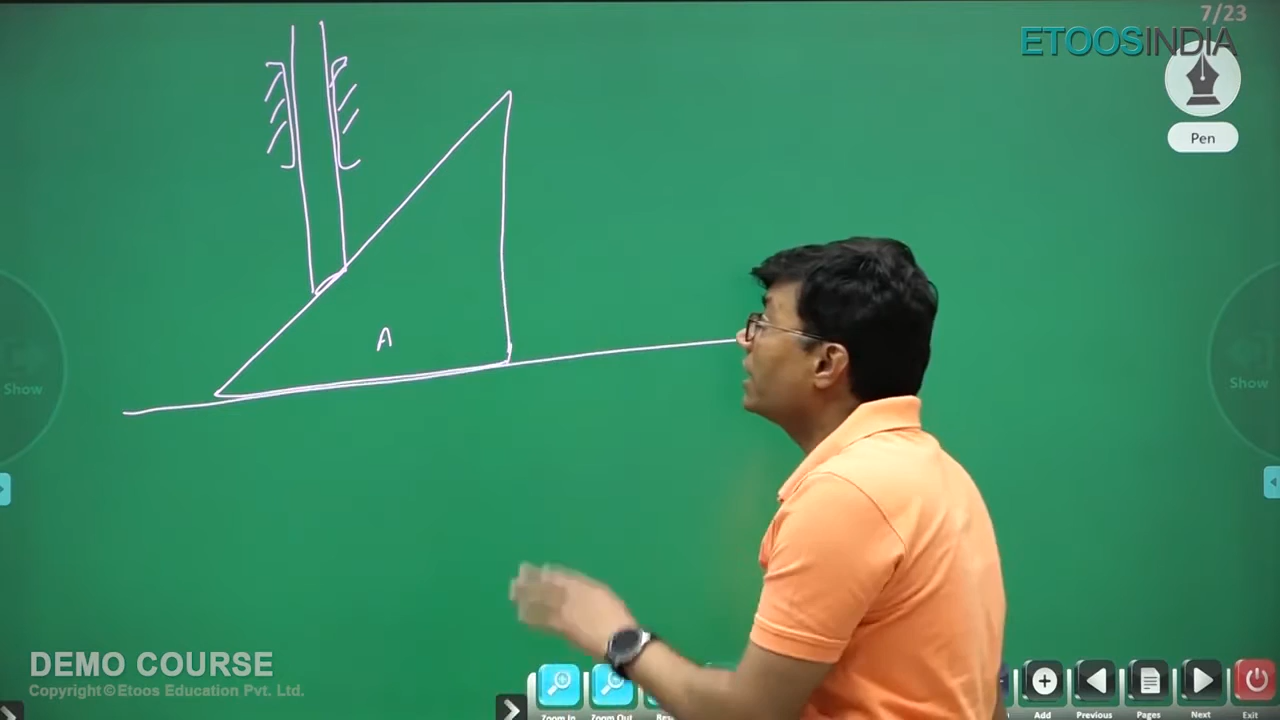 7/23
ETOOSINDIA
Pen
A
Show
Show
DEMO COURSE
Copyright © Etoos Education Pvt. Ltd.
Zoom In
Zoom Out
Add
Previous
Pages
Next
Exit